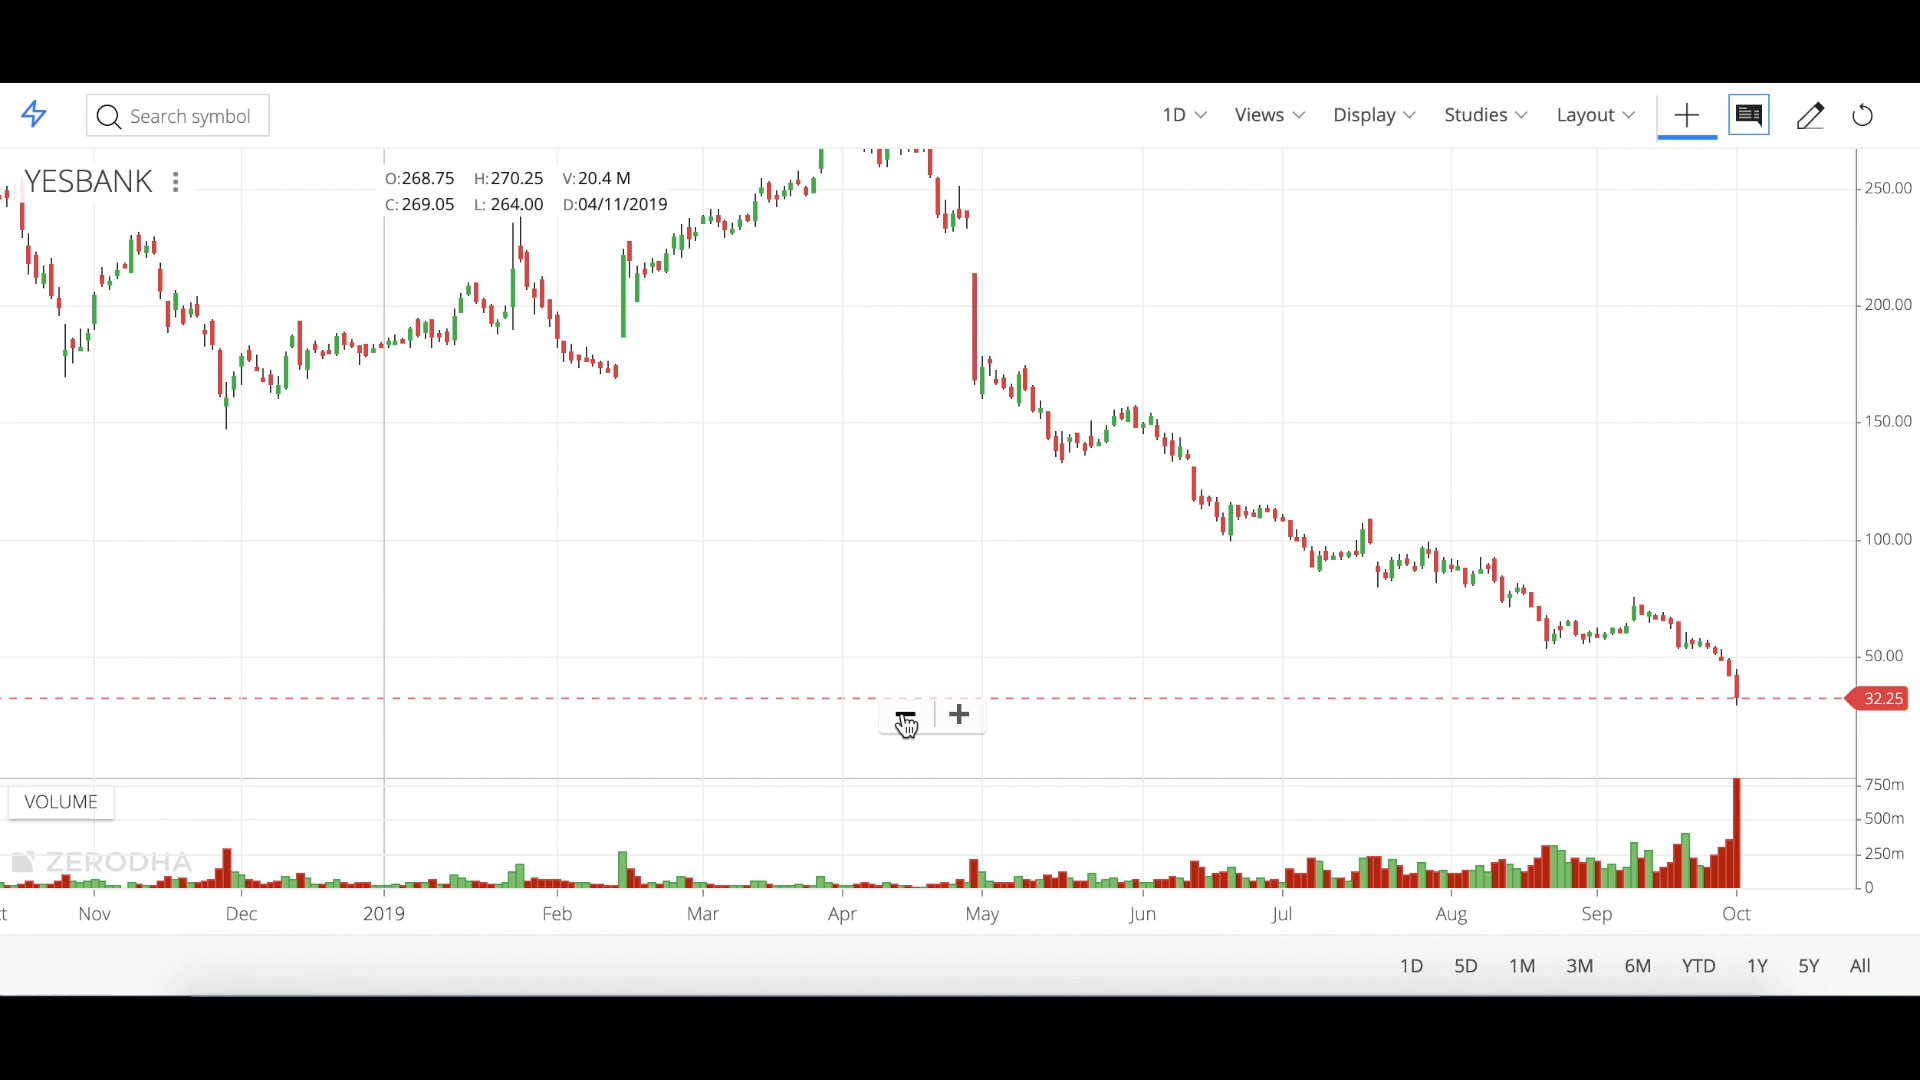 Search symbol
1D Views Display Studies Layout
YESBANK
O:268.75 H:270.25 V:20.4 M
C:269.05 L: 264.00 D:04/11/2019
250.00
200.00
150.00
100.00
50.00
32.25
VOLUME
750m
500m
250m
0
ZERODHA
Nov Dec 2019 Feb Mar Apr May Jun Jul Aug Sep Oct
1D 5D 1M 3M 6M YTD 1Y 5Y All